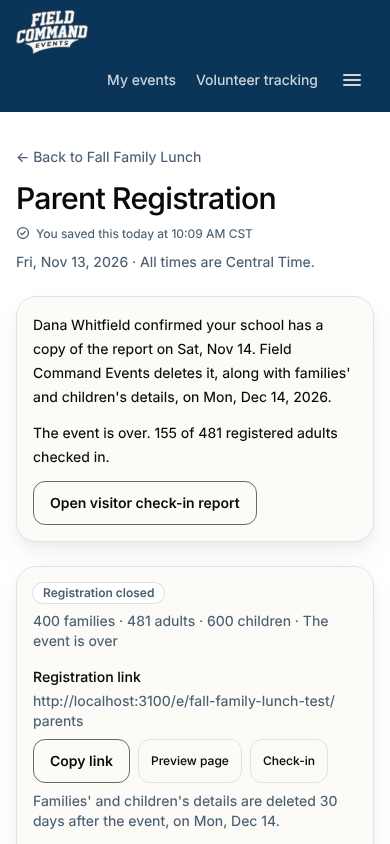 FIELD
COMMAND
EVENTS
My events Volunteer tracking
← Back to Fall Family Lunch
Parent Registration
You saved this today at 10:09 AM CST
Fri, Nov 13, 2026 · All times are Central Time.
Dana Whitfield confirmed your school has a
copy of the report on Sat, Nov 14. Field
Command Events deletes it, along with families'
and children's details, on Mon, Dec 14, 2026.
The event is over. 155 of 481 registered adults
checked in.
Open visitor check-in report
Registration closed
400 families · 481 adults · 600 children · The
event is over
Registration link
http://localhost:3100/e/fall-family-lunch-test/
parents
Copy link Preview page Check-in
Families' and children's details are deleted 30
days after the event, on Mon, Dec 14.